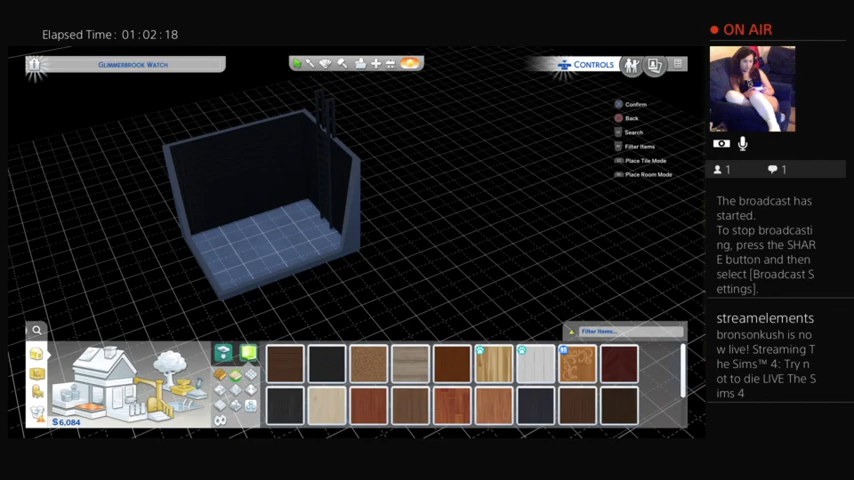 Elapsed Time : 01:02:18
ON AIR
GLIMMERBROOK WATCH
CONTROLS
Confirm
Back
Search
Filter Items
Place Tile Mode
Place Room Mode
1 1
The broadcast has
started.
To stop broadcasti
ng, press the SHAR
E button and then
select [Broadcast S
ettings].
streamelements
bronsonkush is no
w live! Streaming T
he Sims™ 4: Try n
ot to die LIVE The S
ims 4
Filter Items...
§6,084